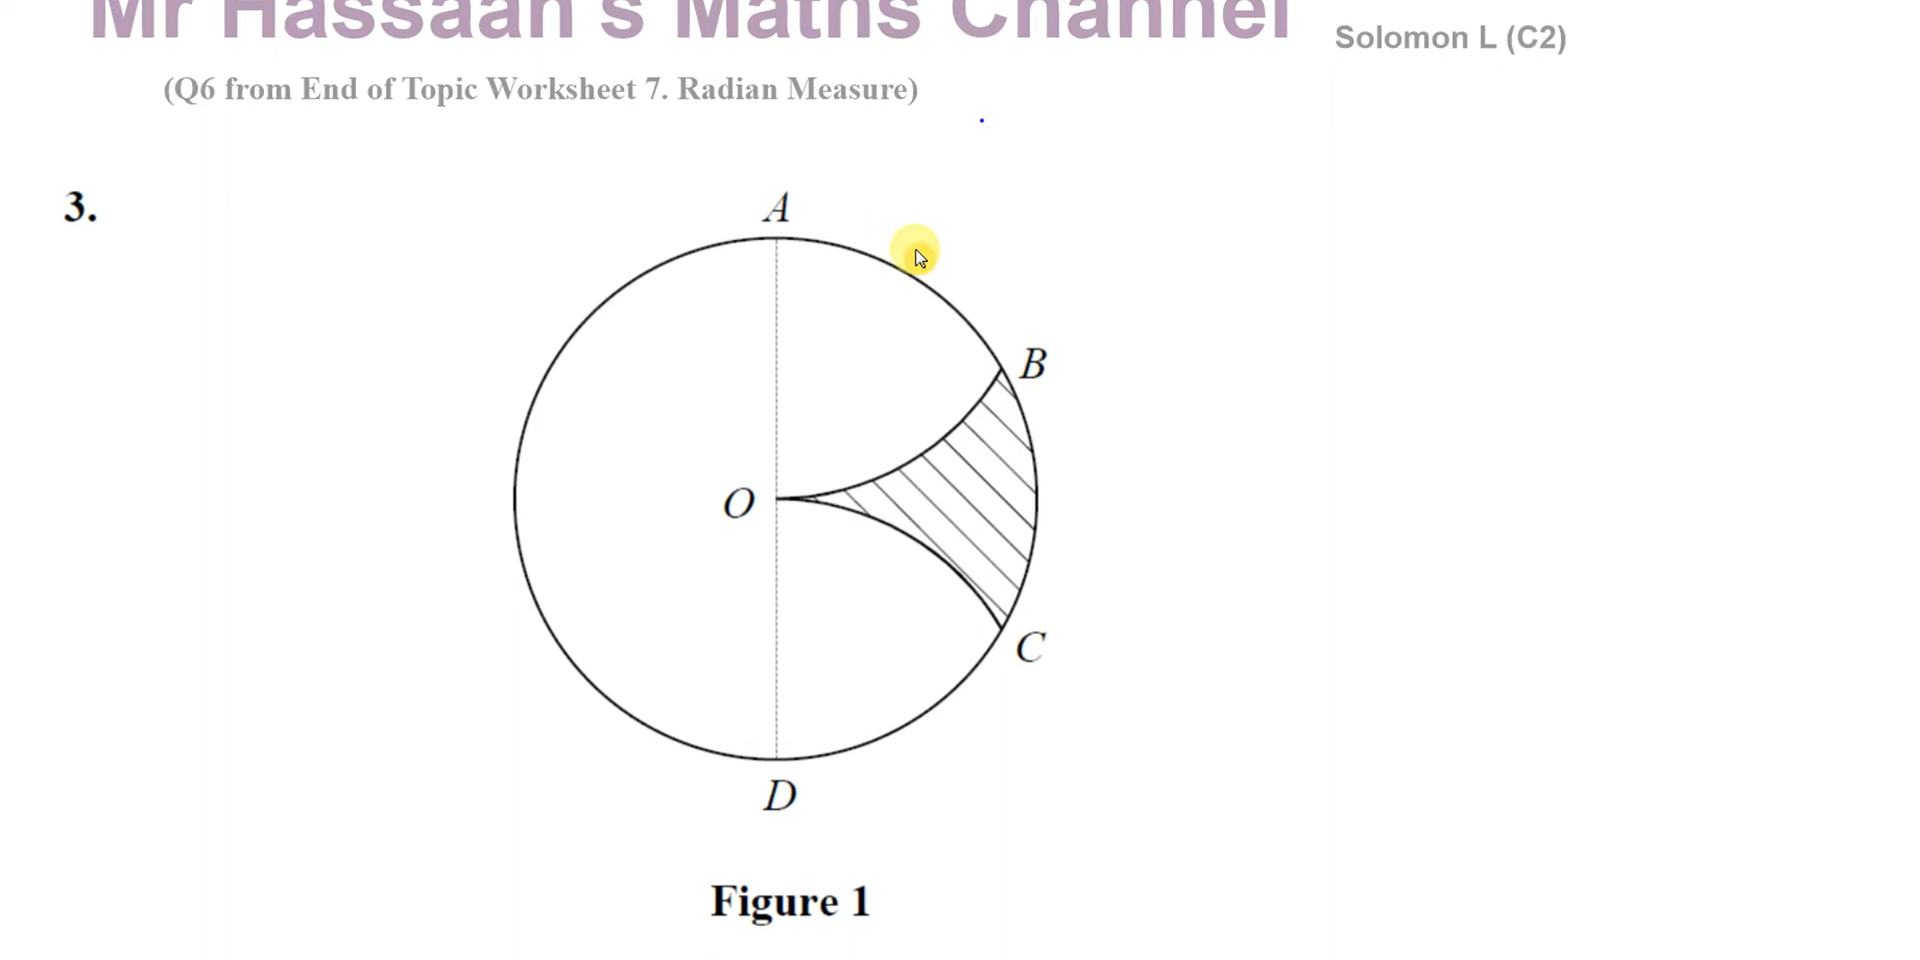 Mr Hassaan's Maths Channel
Solomon L (C2)
(Q6 from End of Topic Worksheet 7. Radian Measure)
3.
A
B
O
C
D
Figure 1